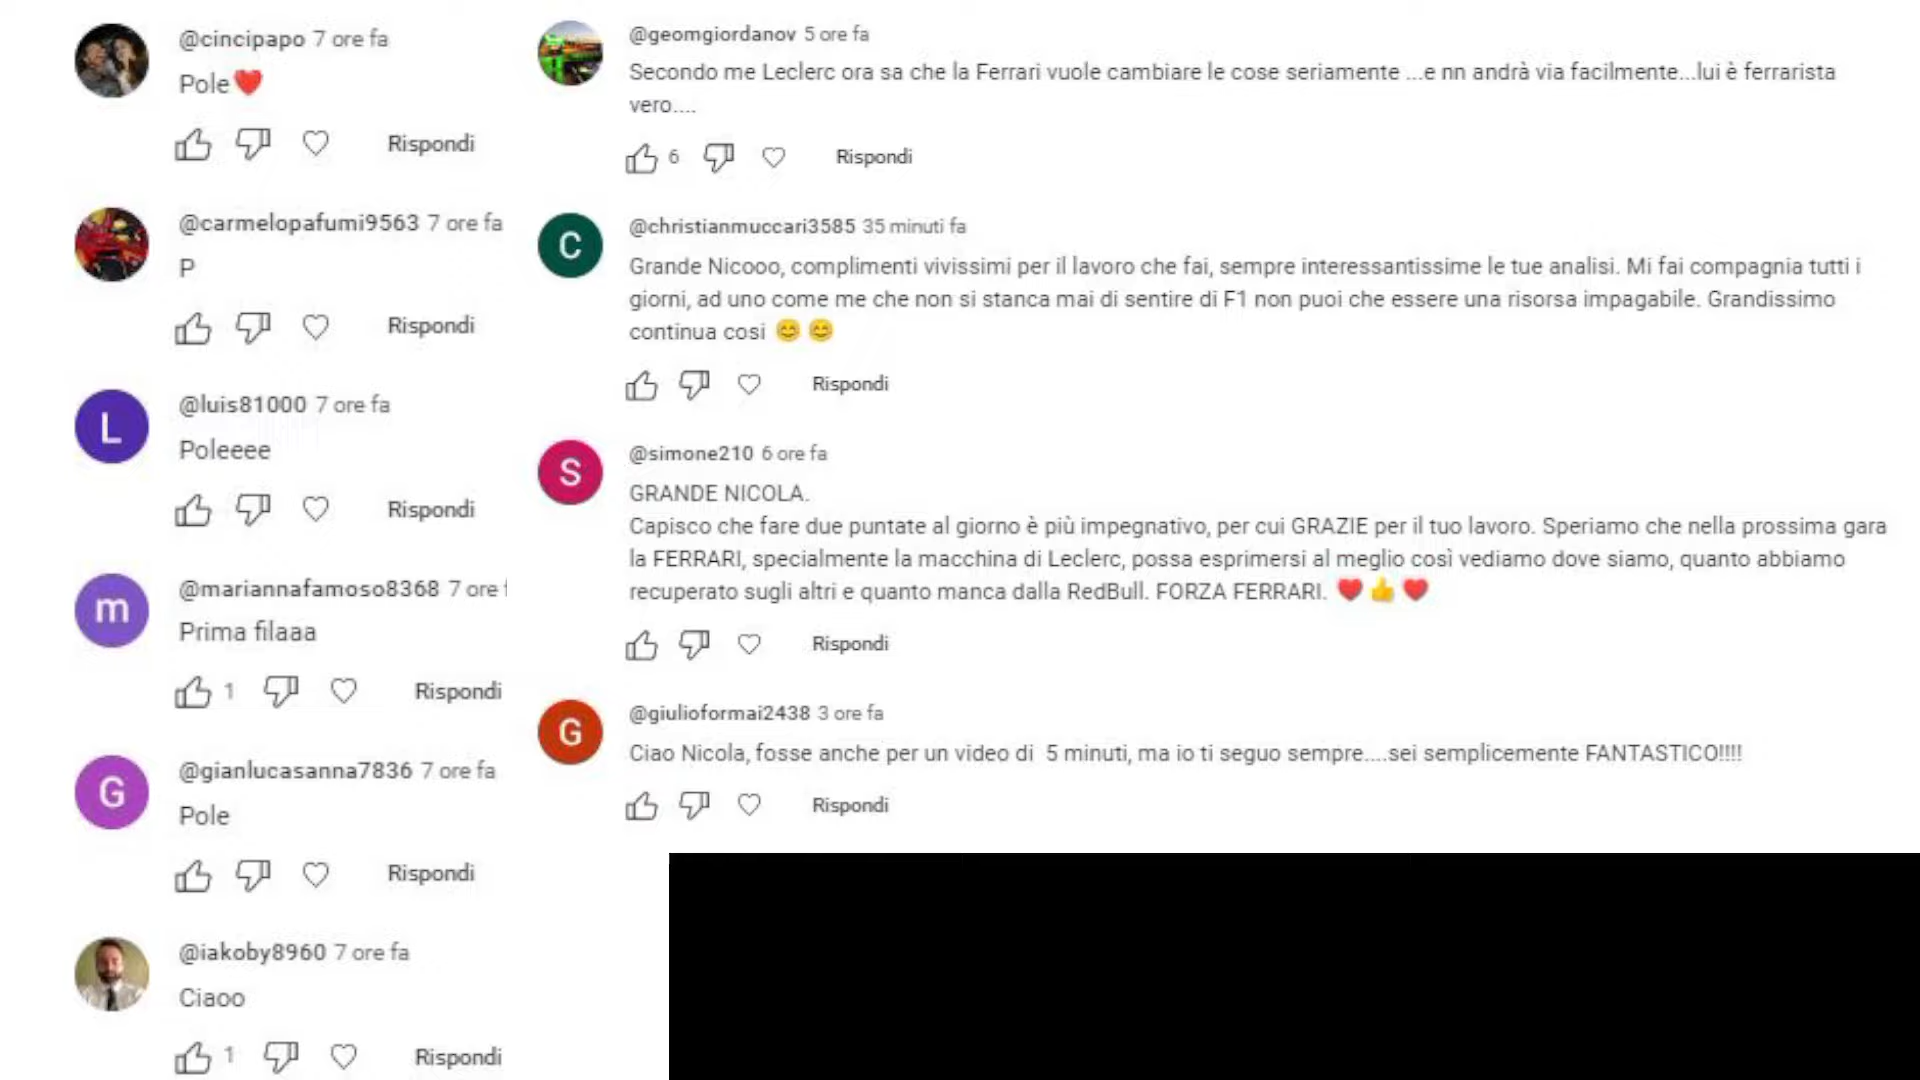 @cincipapo 7 ore fa
Pole❤️
Rispondi
@carmelopafumi9563 7 ore fa
P
Rispondi
L
@luis81000 7 ore fa
Poleeee
Rispondi
m
@mariannafamoso8368 7 ore f
Prima filaaa
1 Rispondi
G
@gianlucasanna7836 7 ore fa
Pole
Rispondi
@iakoby8960 7 ore fa
Ciaoo
1 Rispondi
@geomgiordanov 5 ore fa
Secondo me Leclerc ora sa che la Ferrari vuole cambiare le cose seriamente ...e nn andrà via facilmente...lui è ferrarista
vero....
6 Rispondi
C
@christianmuccari3585 35 minuti fa
Grande Nicooo, complimenti vivissimi per il lavoro che fai, sempre interessantissime le tue analisi. Mi fai compagnia tutti i
giorni, ad uno come me che non si stanca mai di sentire di F1 non puoi che essere una risorsa impagabile. Grandissimo
continua cosi 😊 😊
Rispondi
S
@simone210 6 ore fa
GRANDE NICOLA.
Capisco che fare due puntate al giorno è più impegnativo, per cui GRAZIE per il tuo lavoro. Speriamo che nella prossima gara
la FERRARI, specialmente la macchina di Leclerc, possa esprimersi al meglio così vediamo dove siamo, quanto abbiamo
recuperato sugli altri e quanto manca dalla RedBull. FORZA FERRARI. ❤️ 👍 ❤️
Rispondi
G
@giulioformai2438 3 ore fa
Ciao Nicola, fosse anche per un video di 5 minuti, ma io ti seguo sempre....sei semplicemente FANTASTICO!!!!
Rispondi